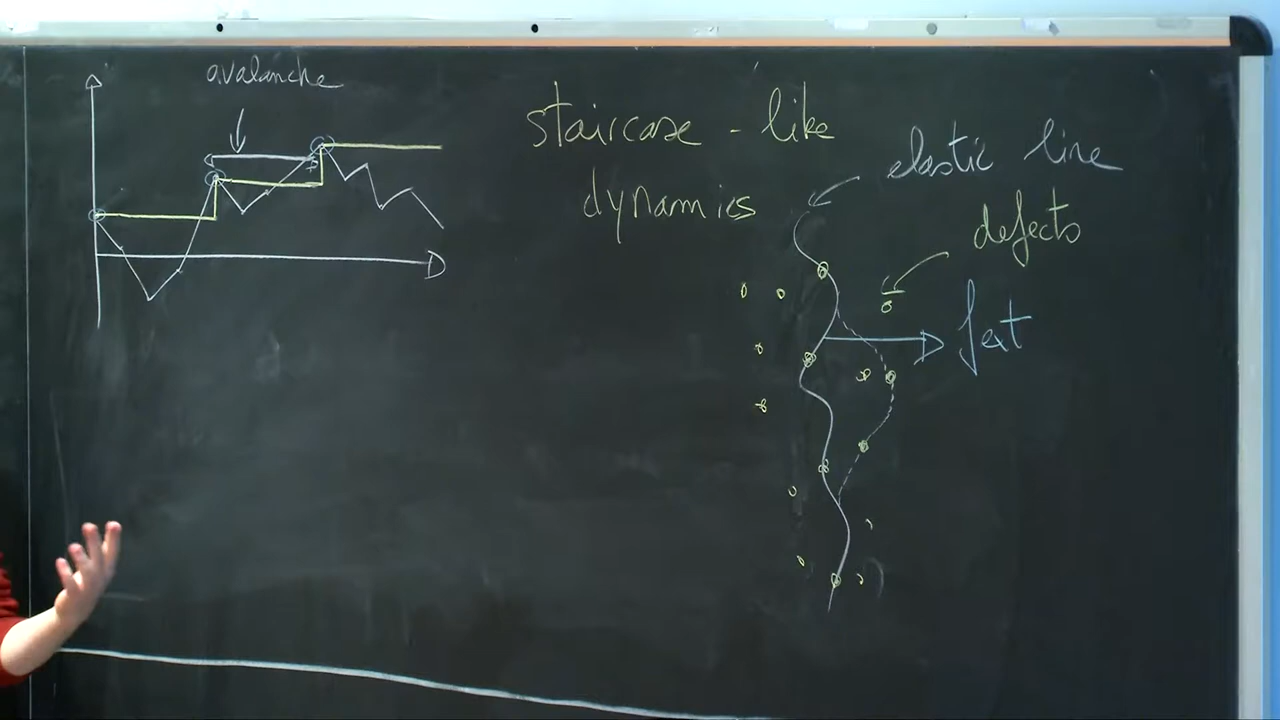 avalanche
staircase - like
dynamics
elastic line
defects
fext